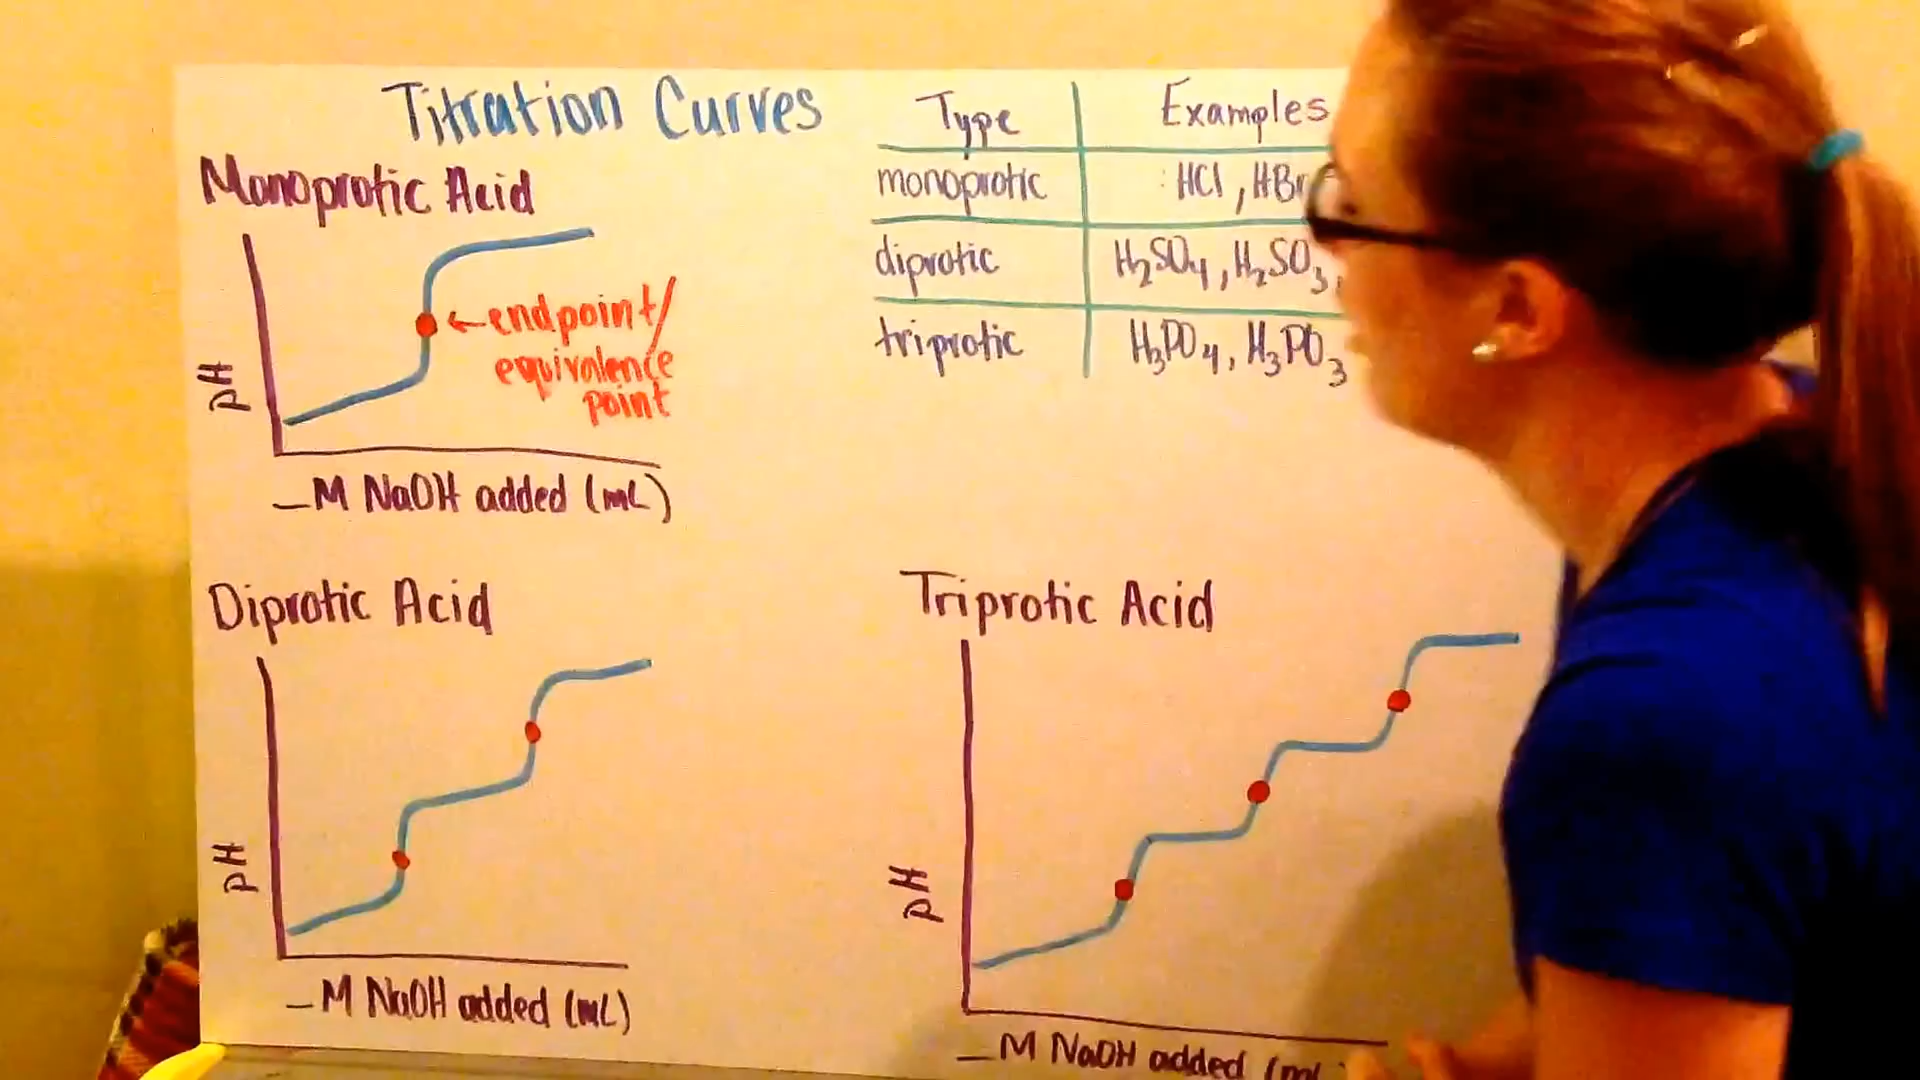 Titration Curves
Monoprotic Acid
pH
←endpoint/
equivalence
point
_M NaOH added (mL)
Type Examples
monoprotic HCl, HBr
diprotic H₂SO₄, H₂SO₃,
triprotic H₃PO₄, H₃PO₃
Diprotic Acid
pH
_M NaOH added (mL)
Triprotic Acid
pH
_M NaOH added (mL